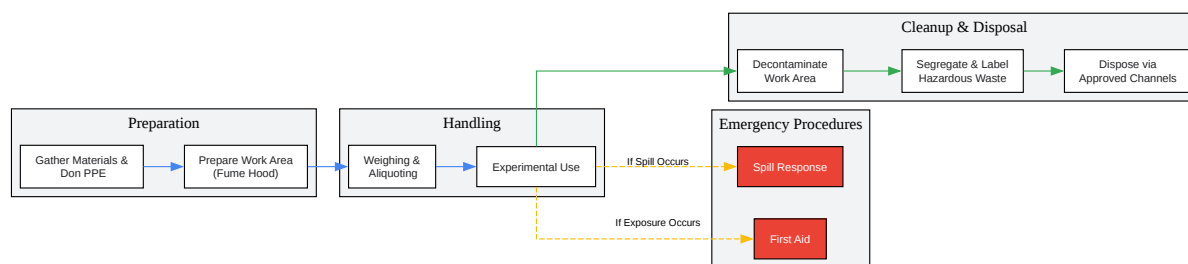 Cleanup & Disposal
Decontaminate
Work Area
Segregate & Label
Hazardous Waste
Dispose via
Approved Channels
Preparation
Gather Materials &
Don PPE
Prepare Work Area
(Fume Hood)
Handling
Weighing &
Aliquoting
Experimental Use
If Spill Occurs
If Exposure Occurs
Emergency Procedures
Spill Response
First Aid